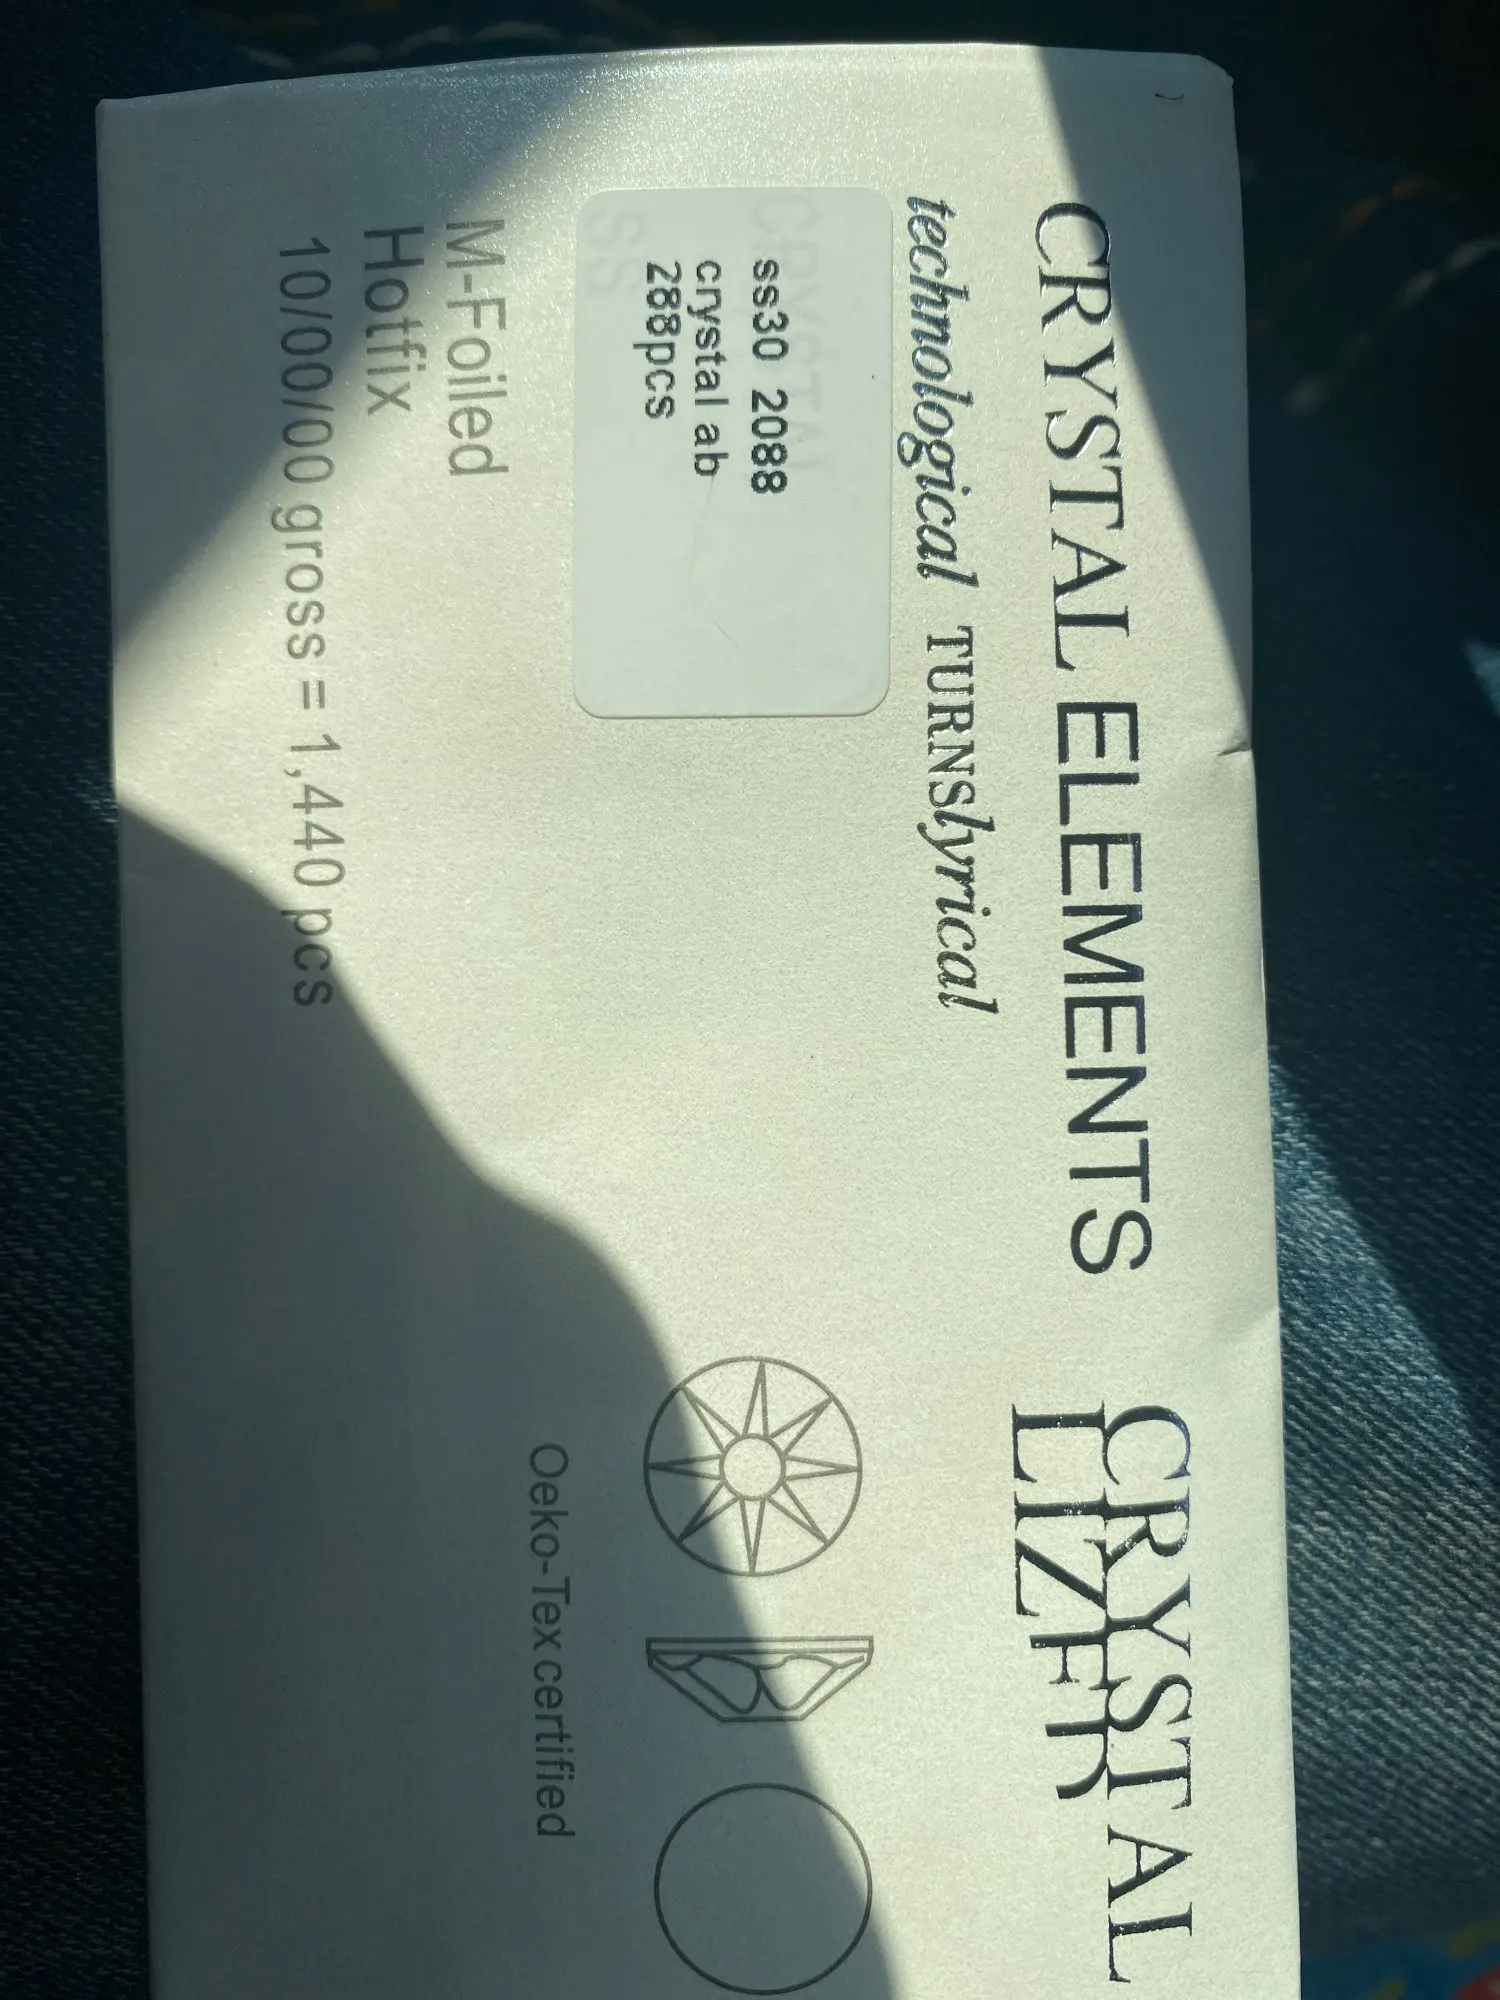 CRYSTAL ELEMENTS
technological TURNSlyrical
CRYSTAL
LIZER
ss30 2088
crystal ab
288pcs
M-Foiled
Hotfix
10/00/00 gross = 1,440 pcs
Oeko-Tex certified